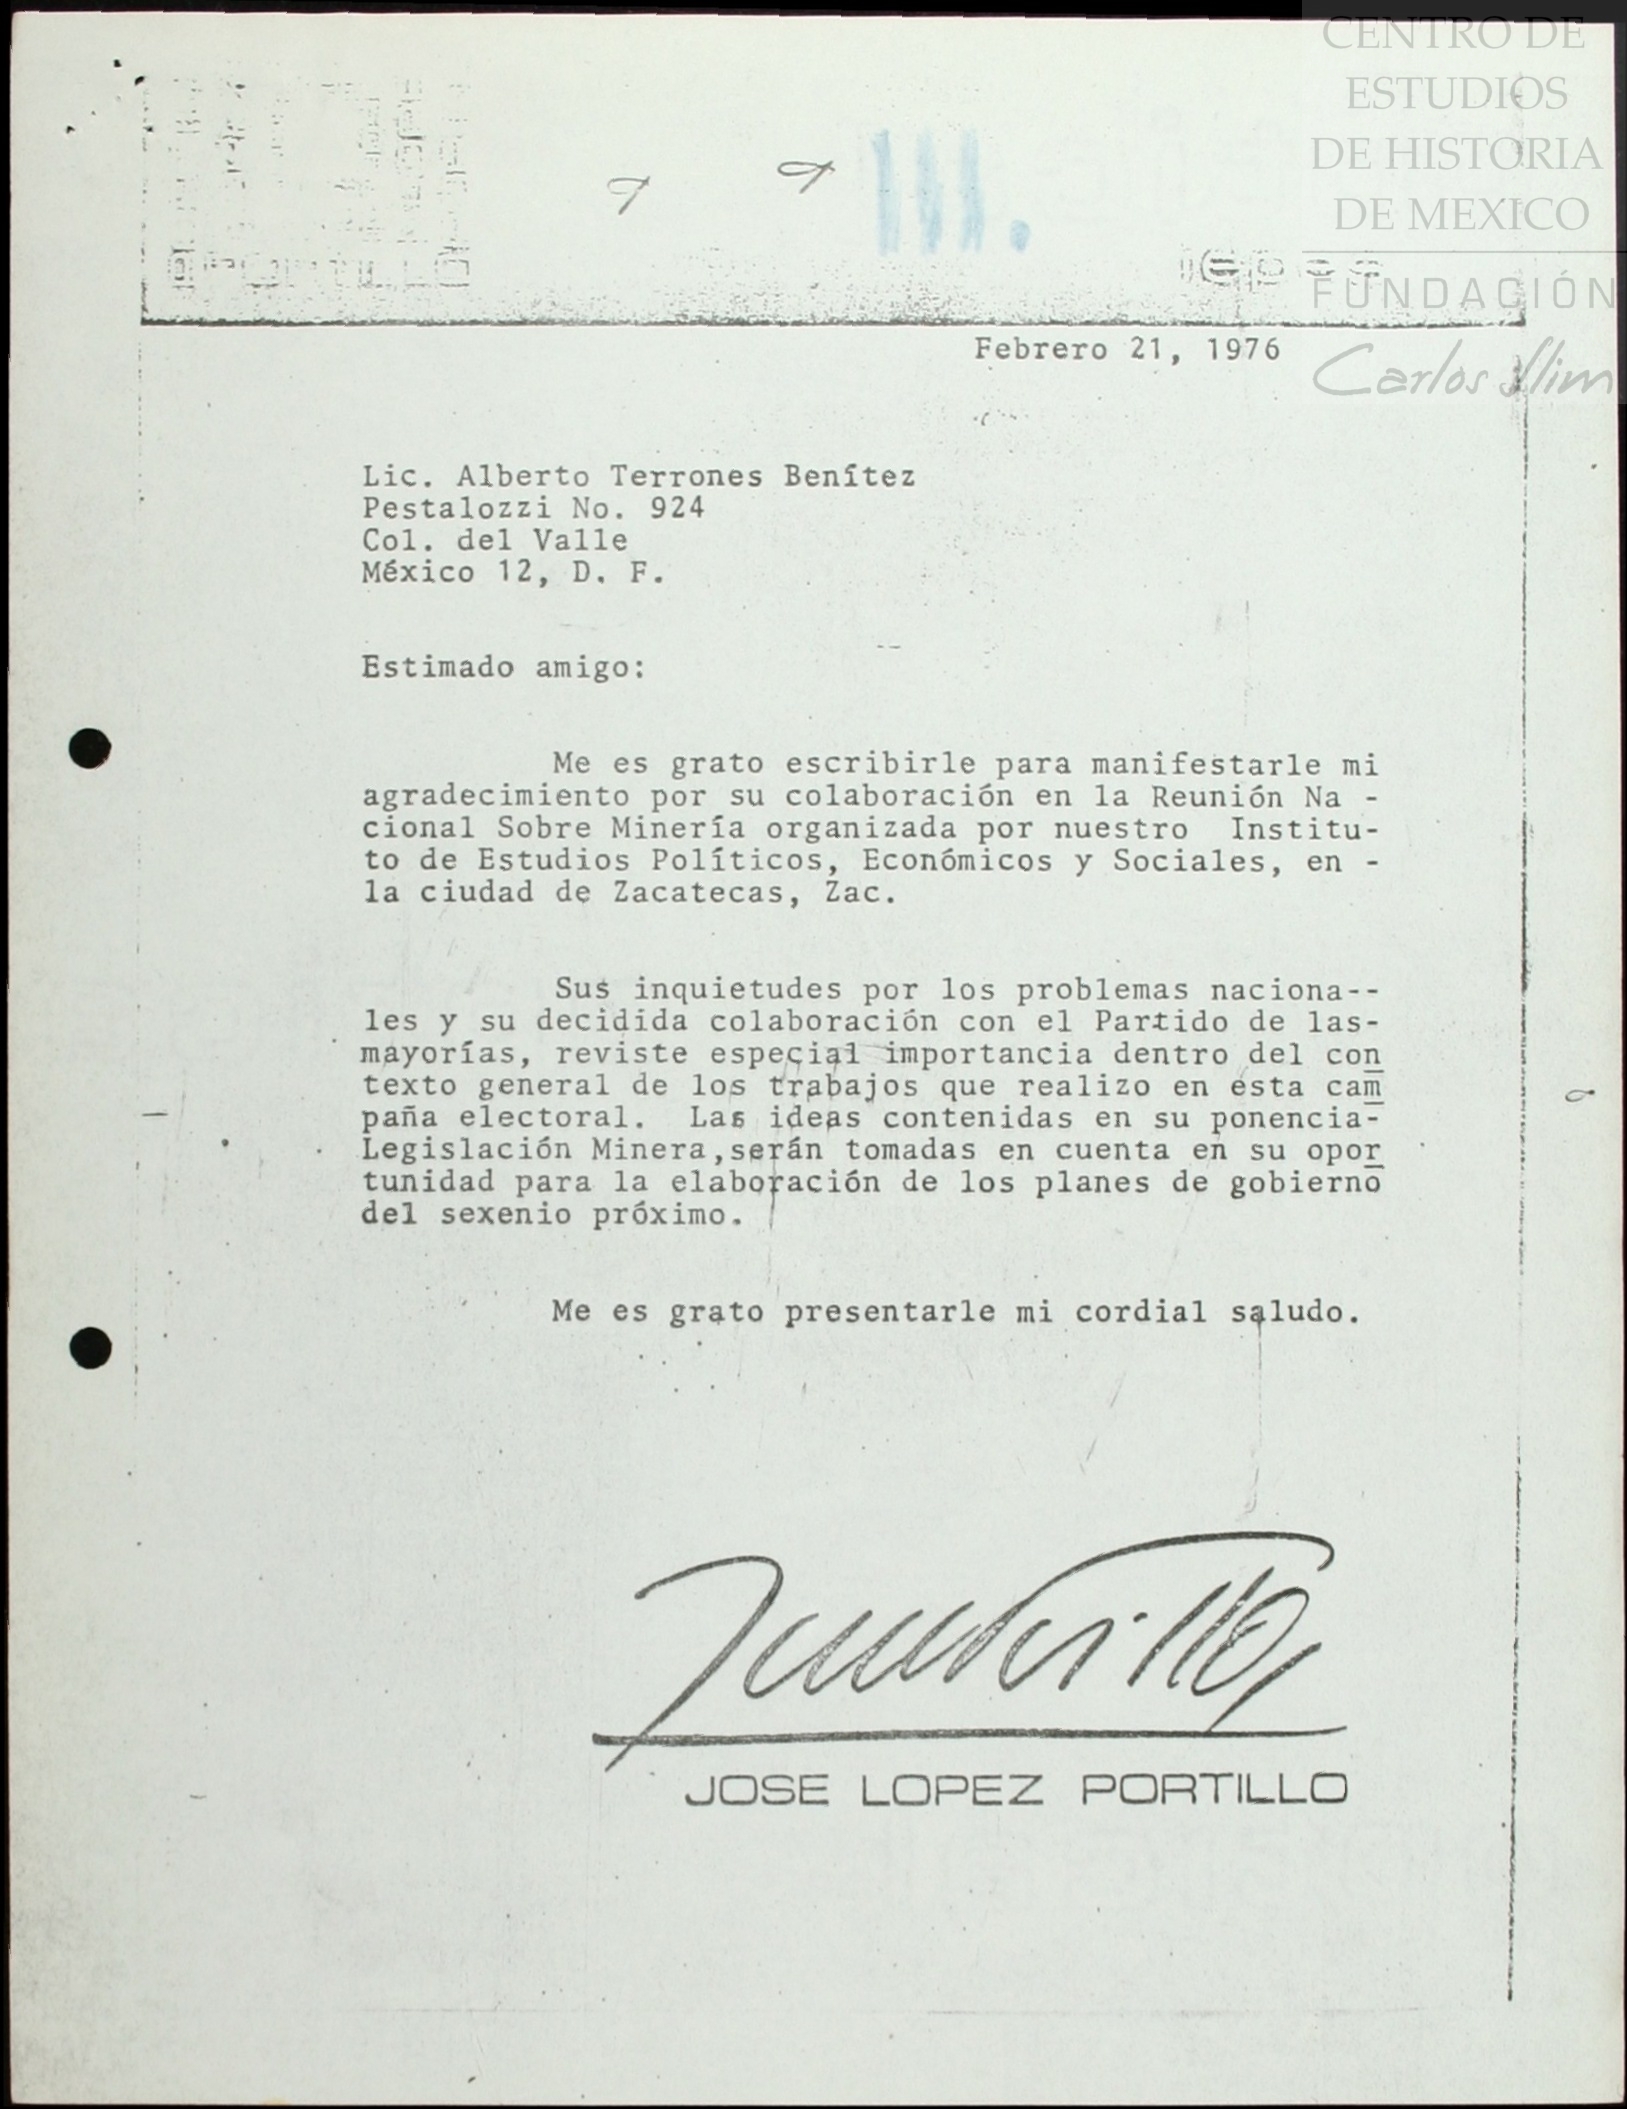 CENTRO DE
ESTUDIOS
DE HISTORIA
DE MEXICO
FUNDACIÓN
Carlos Slim
III.
PORTILLO
iepes
Febrero 21, 1976
Lic. Alberto Terrones Benítez
Pestalozzi No. 924
Col. del Valle
México 12, D. F.
Estimado amigo:
Me es grato escribirle para manifestarle mi
agradecimiento por su colaboración en la Reunión Na -
cional Sobre Minería organizada por nuestro Institu-
to de Estudios Políticos, Económicos y Sociales, en -
la ciudad de Zacatecas, Zac.
Sus inquietudes por los problemas naciona--
les y su decidida colaboración con el Partido de las-
mayorías, reviste especial importancia dentro del con
texto general de los trabajos que realizo en ésta cam
paña electoral. Las ideas contenidas en su ponencia-
Legislación Minera,serán tomadas en cuenta en su opor
tunidad para la elaboración de los planes de gobierno
del sexenio próximo.
Me es grato presentarle mi cordial saludo.
JOSE LOPEZ PORTILLO